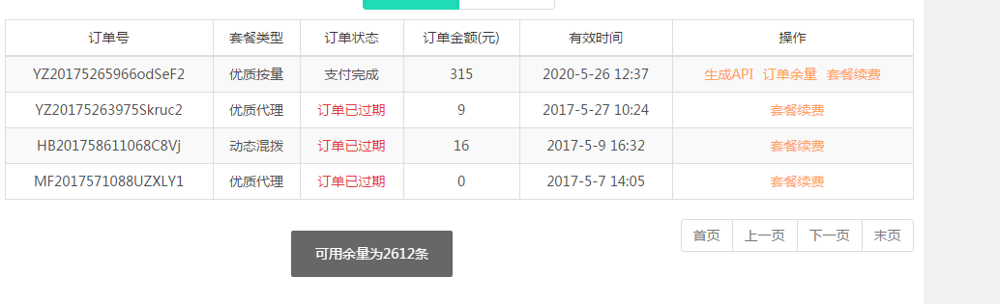 订单号 套餐类型 订单状态 订单金额(元) 有效时间 操作
YZ20175265966odSeF2 优质按量 支付完成 315 2020-5-26 12:37 生成API 订单余量 套餐续费
YZ20175263975Skruc2 优质代理 订单已过期 9 2017-5-27 10:24 套餐续费
HB201758611068C8Vj 动态混拨 订单已过期 16 2017-5-9 16:32 套餐续费
MF2017571088UZXLY1 优质代理 订单已过期 0 2017-5-7 14:05 套餐续费
首页 上一页 下一页 末页
可用余量为2612条